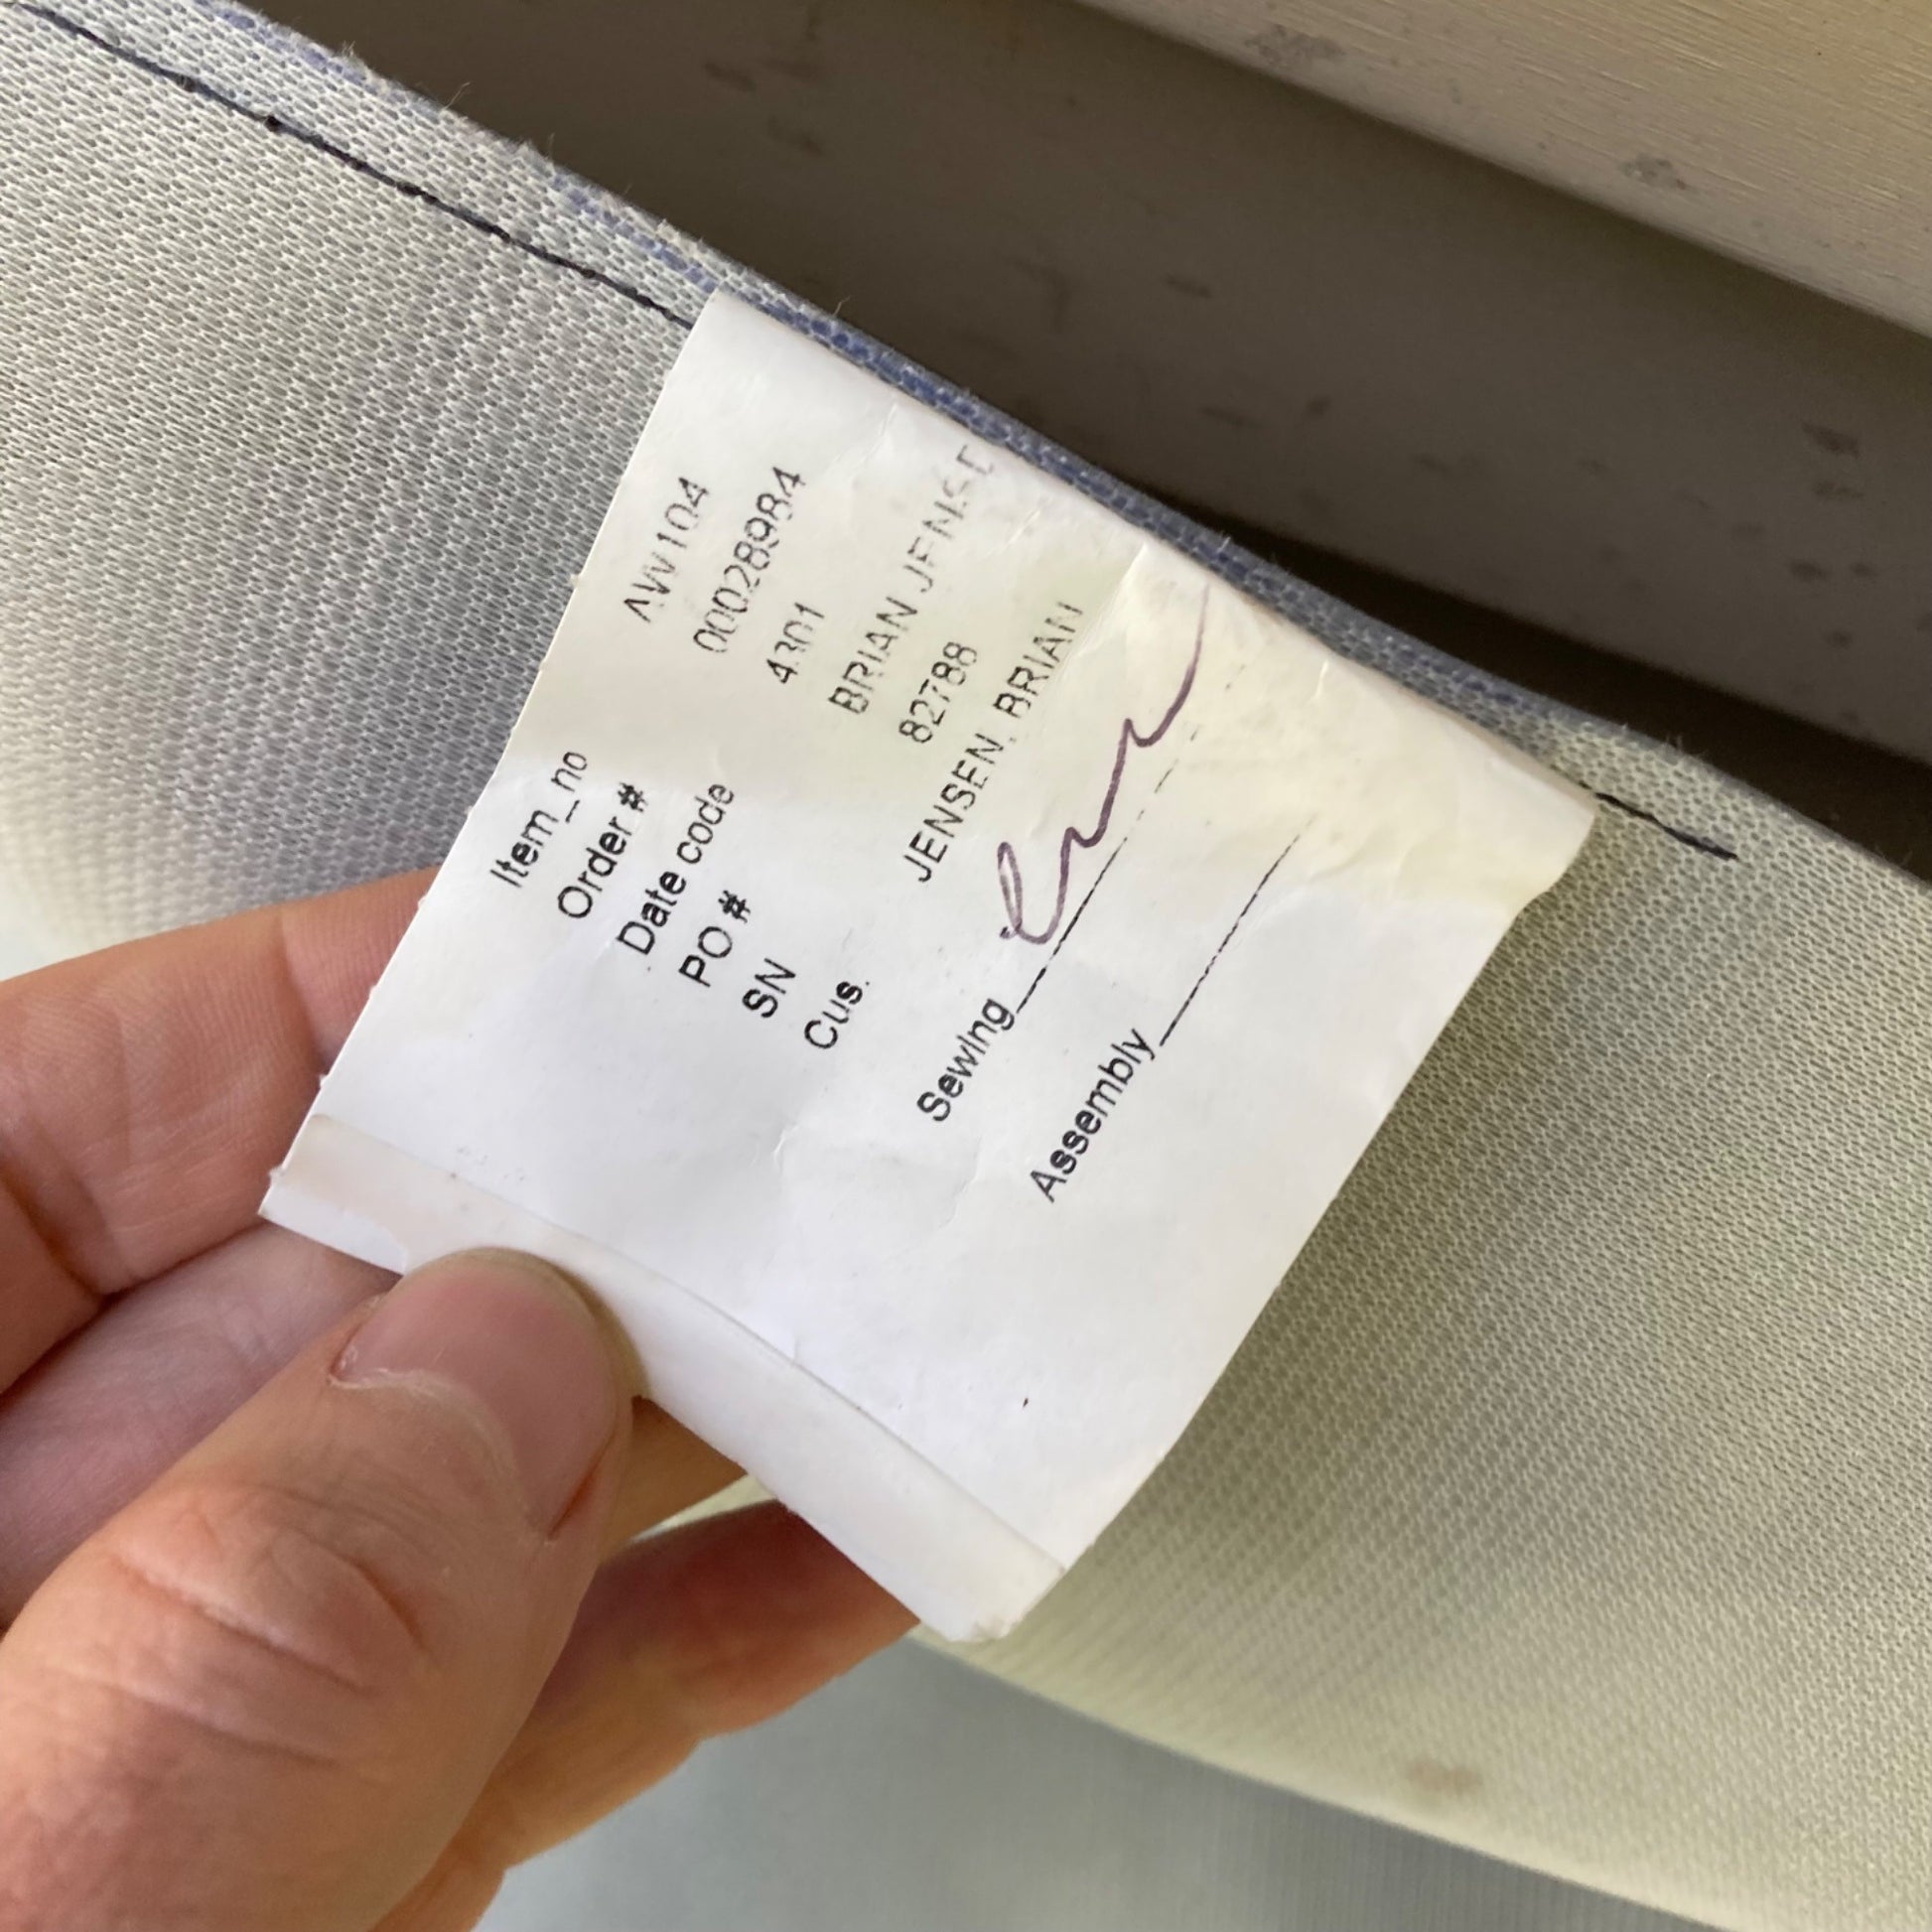 Item_no AW104
Order # 00028984
Date code 4301
PO # BRIAN JENSE
SN 82788
Cus. JENSEN, BRIAN
Sewing
Assembly